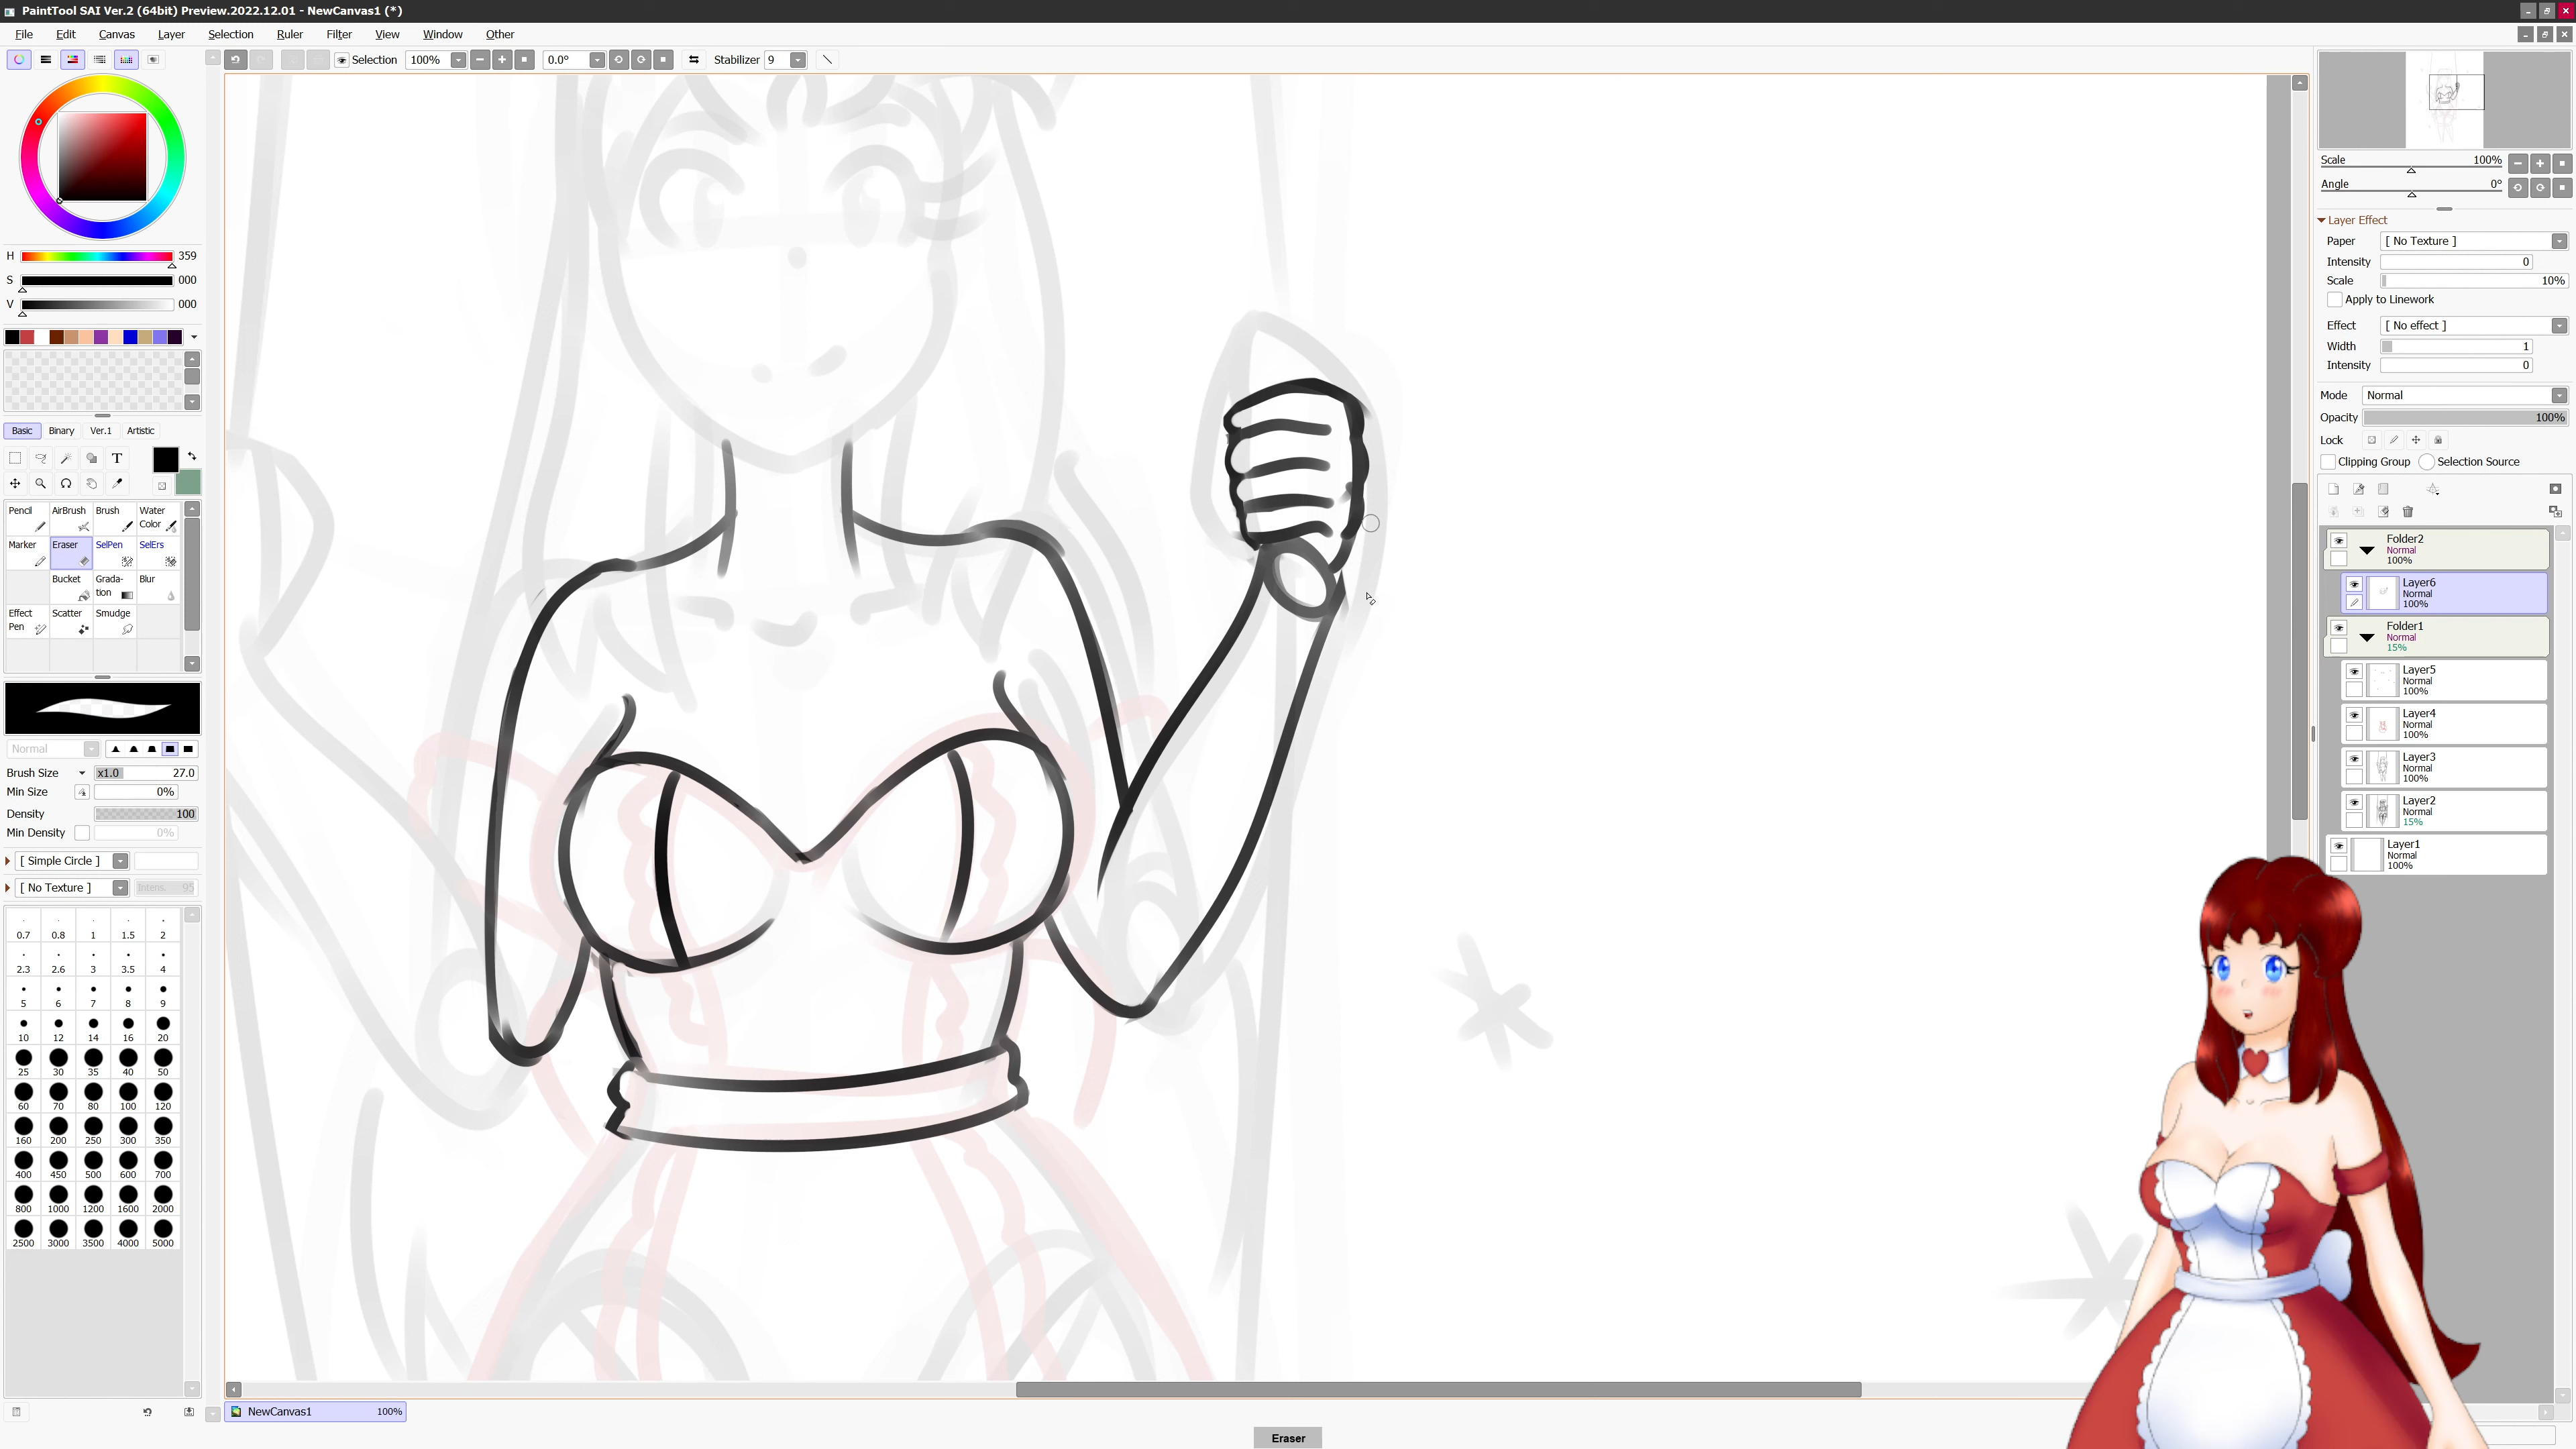 PaintTool SAI Ver.2 (64bit) Preview.2022.12.01 - NewCanvas1 (*)
File Edit Canvas Layer Selection Ruler Filter View Window Other
Selection 100% 0.0° Stabilizer 9
H 359
S 000
V 000
Basic Binary Ver.1 Artistic
T
Pencil AirBrush Brush Water Color
Marker Eraser SelPen SelErs
Bucket Gradation Blur
Effect Pen Scatter Smudge
Normal
Brush Size x1.0 27.0
Min Size 0%
Density 100
Min Density 0%
[ Simple Circle ]
[ No Texture ] Intens. 95
0.7 0.8 1 1.5 2
2.3 2.6 3 3.5 4
5 6 7 8 9
10 12 14 16 20
25 30 35 40 50
60 70 80 100 120
160 200 250 300 350
400 450 500 600 700
800 1000 1200 1600 2000
2500 3000 3500 4000 5000
NewCanvas1 100%
Eraser
Scale 100%
Angle 0°
Layer Effect
Paper [ No Texture ]
Intensity 0
Scale 10%
Apply to Linework
Effect [ No effect ]
Width 1
Intensity 0
Mode Normal
Opacity 100%
Lock
Clipping Group Selection Source
Folder2
Normal
100%
Layer6
Normal
100%
Folder1
Normal
15%
Layer5
Normal
100%
Layer4
Normal
100%
Layer3
Normal
100%
Layer2
Normal
15%
Layer1
Normal
100%